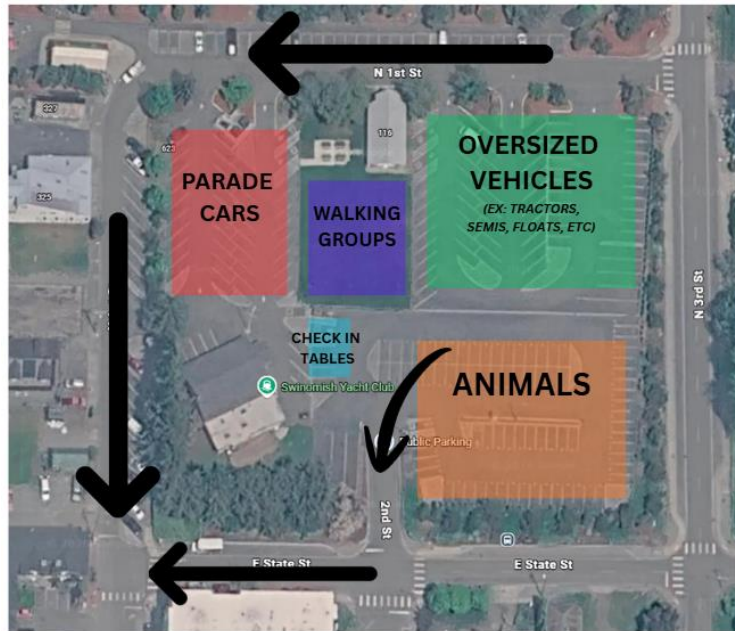 N 1st St
327
116
623
PARADE
CARS
OVERSIZED
VEHICLES
(EX: TRACTORS,
SEMIS, FLOATS, ETC)
325
WALKING
GROUPS
N 3rd St
CHECK IN
TABLES
Swinomish Yacht Club
ANIMALS
Public Parking
2nd St
E State St
E State St